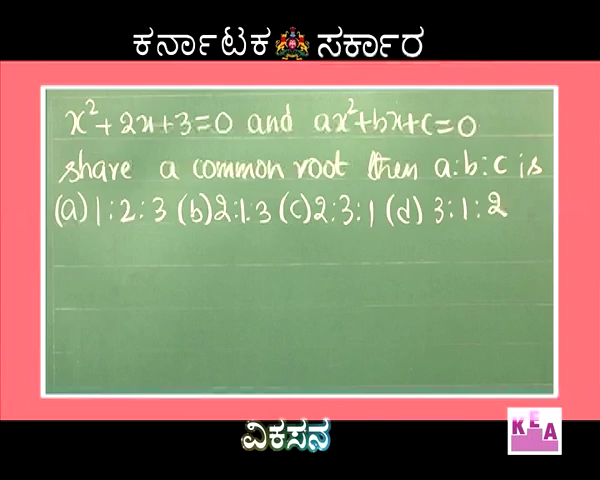 ಕರ್ನಾಟಕ ಸರ್ಕಾರ
x²+2x+3=0 and ax²+bx+c=0
share a common root then a:b:c is
(a) 1:2:3 (b) 2:1:3 (c) 2:3:1 (d) 3:1:2
ವಿಕಸನ
KEA